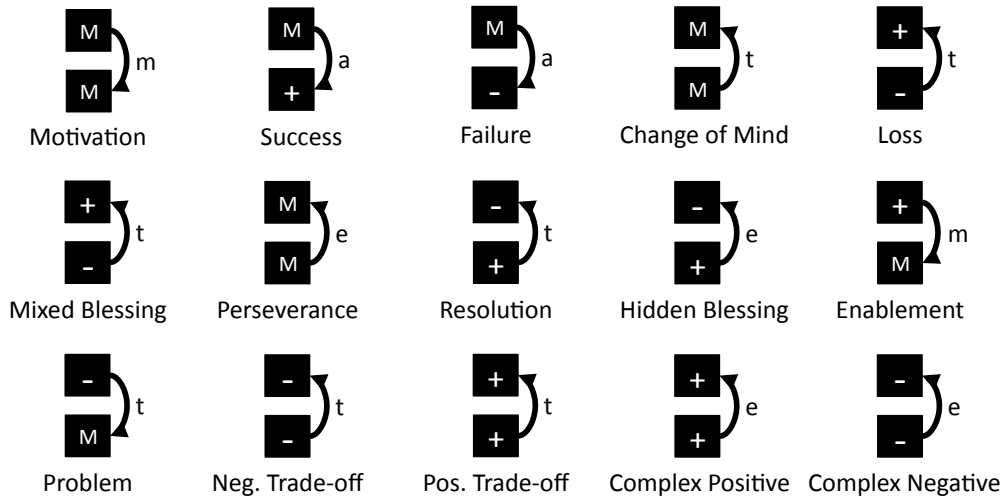 M M M M +
m a a t t
M + - M -
Motivation Success Failure Change of Mind Loss
+ M - - +
t e t e m
- M + + M
Mixed Blessing Perseverance Resolution Hidden Blessing Enablement
- - + + -
t t t e e
M - + + -
Problem Neg. Trade-off Pos. Trade-off Complex Positive Complex Negative